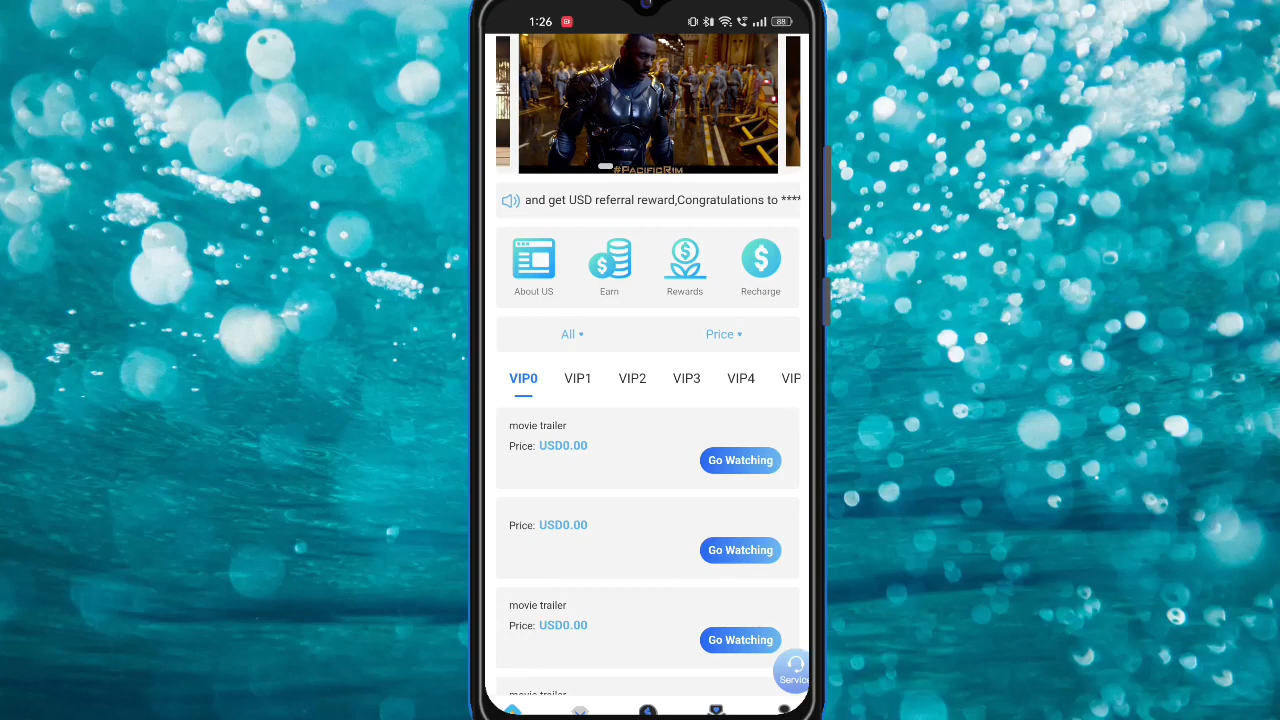 1:26
88
#PACIFICRIM
and get USD referral reward,Congratulations to ****
About US
Earn
Rewards
Recharge
All
Price
VIP0
VIP1
VIP2
VIP3
VIP4
VIP
movie trailer
Price: USD0.00
Go Watching
Price: USD0.00
Go Watching
movie trailer
Price: USD0.00
Go Watching
Service
movie trailer